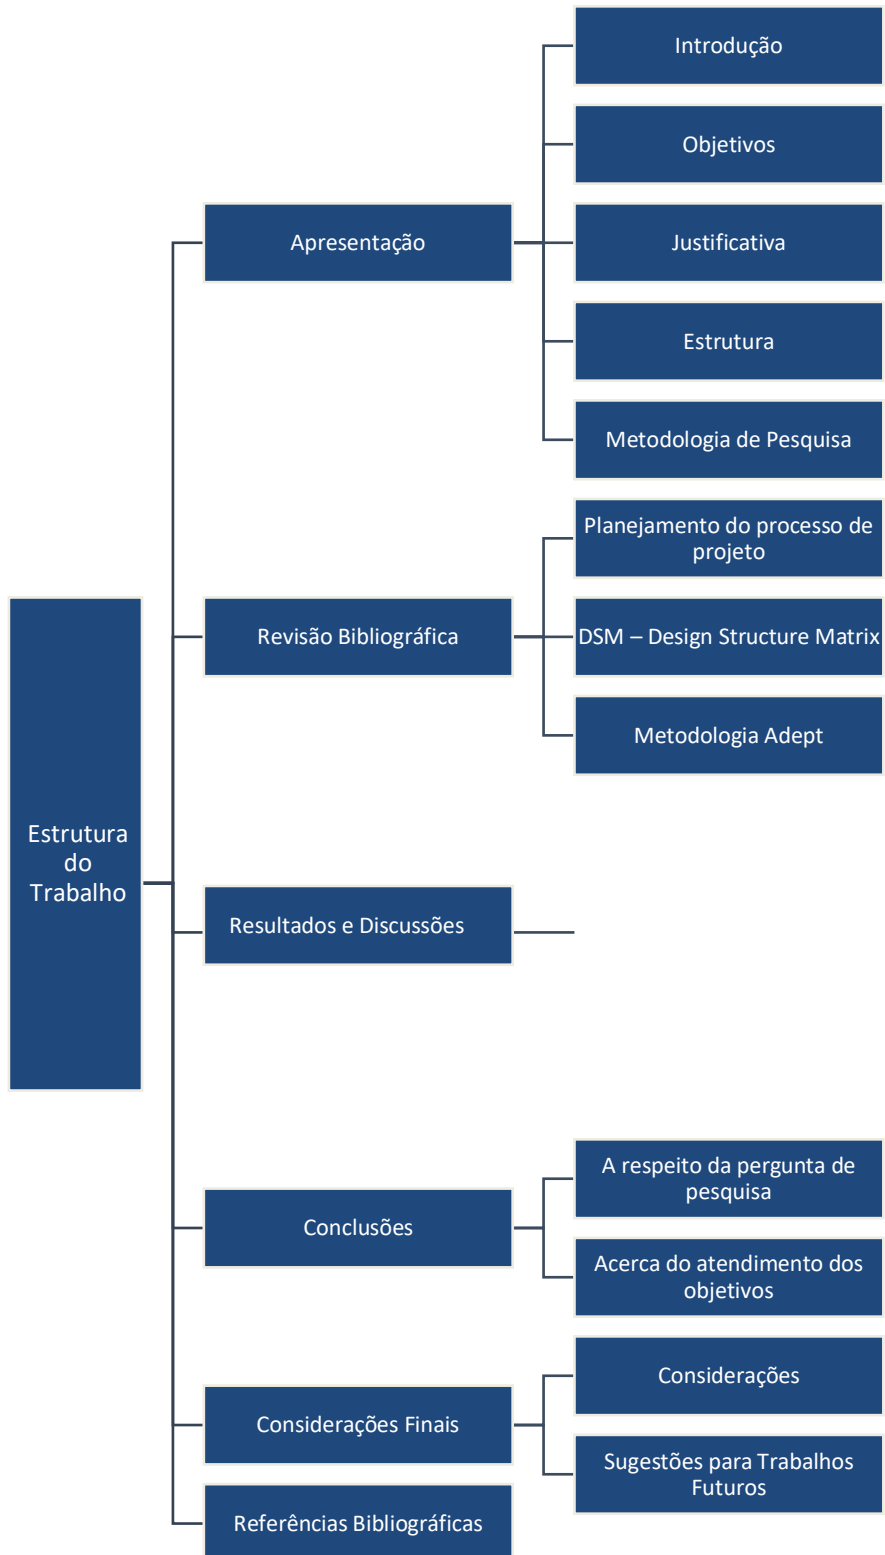 Estrutura
do
Trabalho
Apresentação
Introdução
Objetivos
Justificativa
Estrutura
Metodologia de Pesquisa
Revisão Bibliográfica
Planejamento do processo de
projeto
DSM – Design Structure Matrix
Metodologia Adept
Resultados e Discussões
Conclusões
A respeito da pergunta de
pesquisa
Acerca do atendimento dos
objetivos
Considerações Finais
Considerações
Sugestões para Trabalhos
Futuros
Referências Bibliográficas